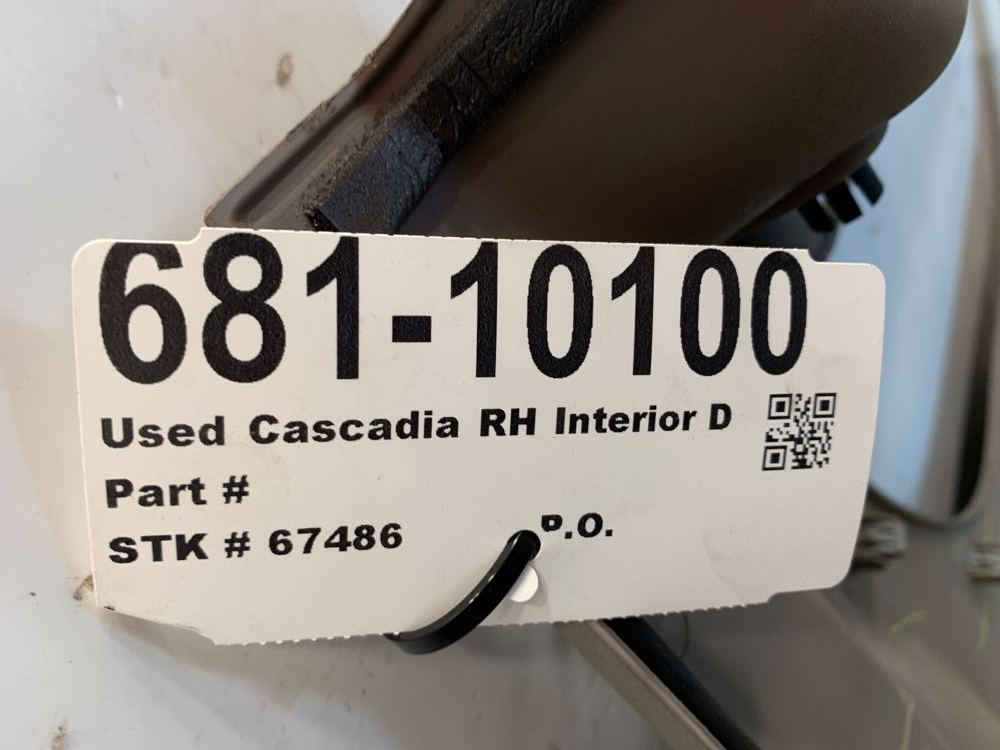 681-10100
Used Cascadia RH Interior D
Part #
STK # 67486 P.O.